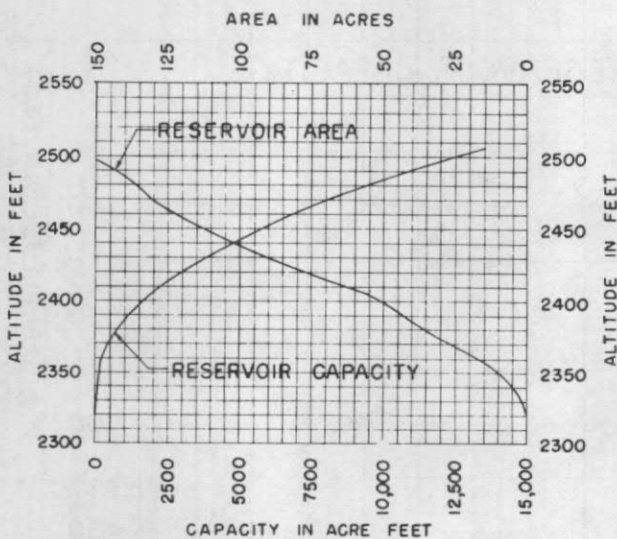 AREA IN ACRES
150 125 100 75 50 25 0
2550 2550
RESERVOIR AREA
2500 2500
2440 2440
2400 2400
RESERVOIR CAPACITY
2350 2350
2300 2300
ALTITUDE IN FEET
ALTITUDE IN FEET
0 2500 5000 7500 10,000 12,500 15,000
CAPACITY IN ACRE FEET